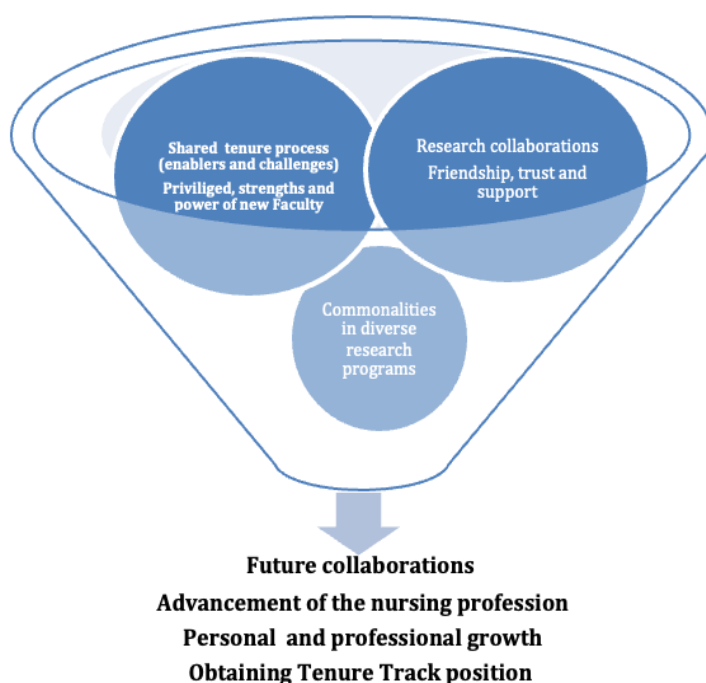 Shared tenure process
(enablers and challenges)
Priviliged, strengths and
power of new Faculty
Research collaborations
Friendship, trust and
support
Commonalities
in diverse
research
programs
Future collaborations
Advancement of the nursing profession
Personal and professional growth
Obtaining Tenure Track position